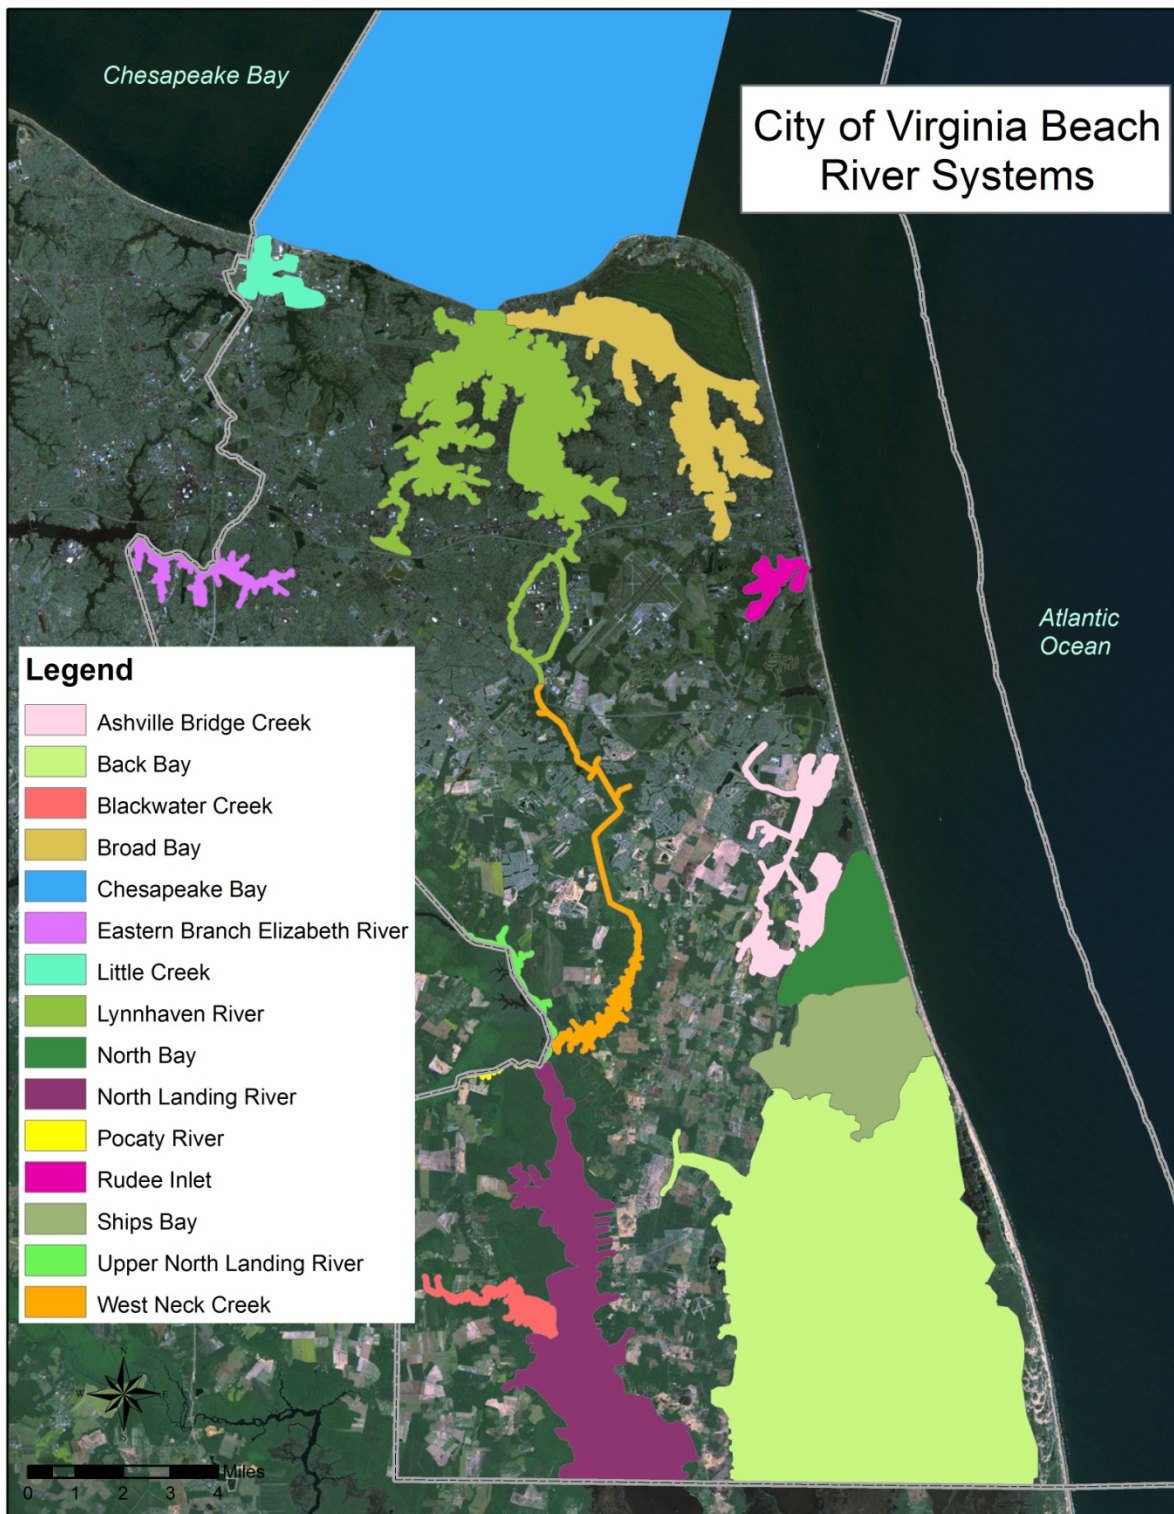 Chesapeake Bay
City of Virginia Beach
River Systems
Atlantic
Ocean
Legend
Ashville Bridge Creek
Back Bay
Blackwater Creek
Broad Bay
Chesapeake Bay
Eastern Branch Elizabeth River
Little Creek
Lynnhaven River
North Bay
North Landing River
Pocaty River
Rudee Inlet
Ships Bay
Upper North Landing River
West Neck Creek
N
W E
S
Miles
0 1 2 3 4